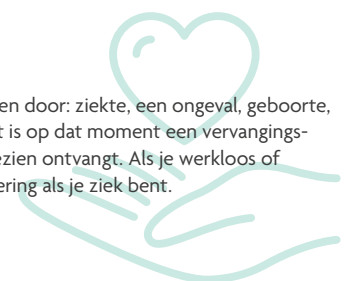 en door: ziekte, een ongeval, geboorte,
t is op dat moment een vervangings-
ezien ontvangt. Als je werkloos of
ering als je ziek bent.